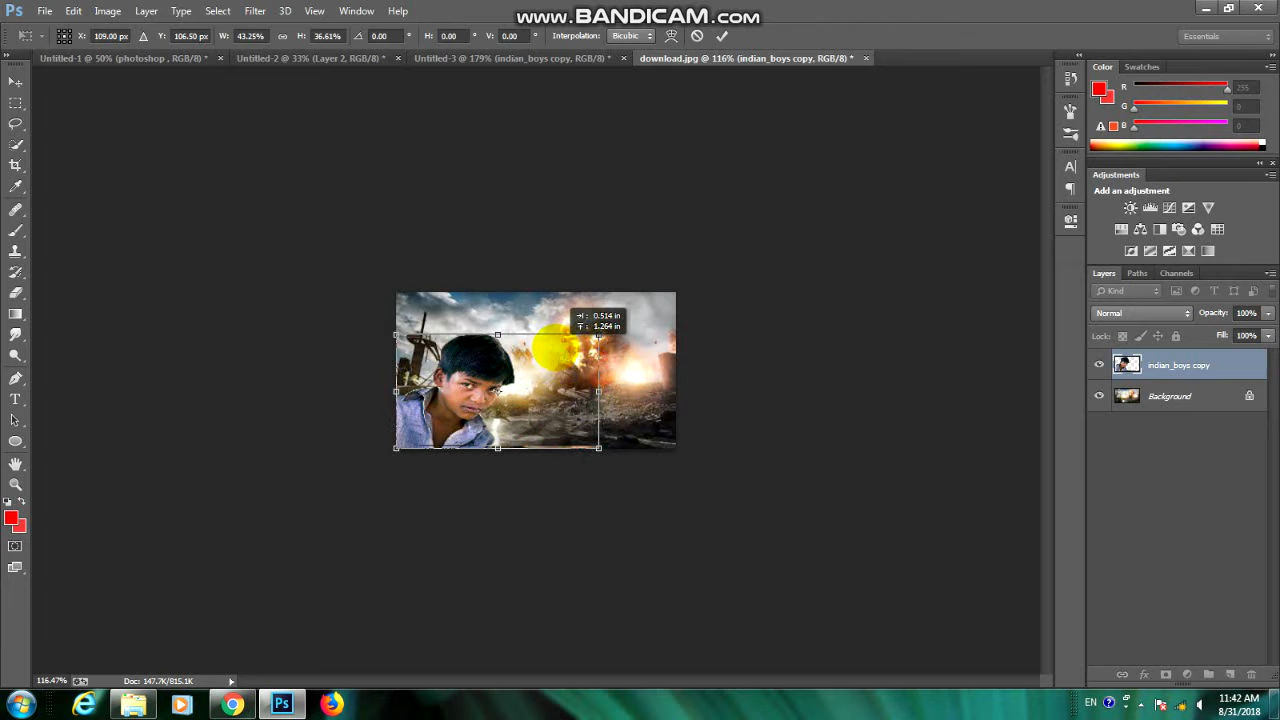 www.BANDICAM.com
Ps File Edit Image Layer Type Select Filter 3D View Window Help
X: 109.00 px Y: 106.50 px W: 43.25% H: 36.61% 0.00 ° H: 0.00 ° V: 0.00 ° Interpolation: Bicubic Essentials
Untitled-1 @ 50% (photoshop , RGB/8) * × Untitled-2 @ 33% (Layer 2, RGB/8) * × Untitled-3 @ 179% (indian_boys copy, RGB/8) * × download.jpg @ 116% (indian_boys copy, RGB/8) * ×
Color Swatches
R 255
G 0
B 0
Adjustments
Add an adjustment
Layers Paths Channels
Kind
Normal Opacity: 100%
Lock: Fill: 100%
indian_boys copy
Background
: 0.514 in
: 1.264 in
116.47% Doc: 147.7K/815.1K
Ps EN 11:42 AM
8/31/2018